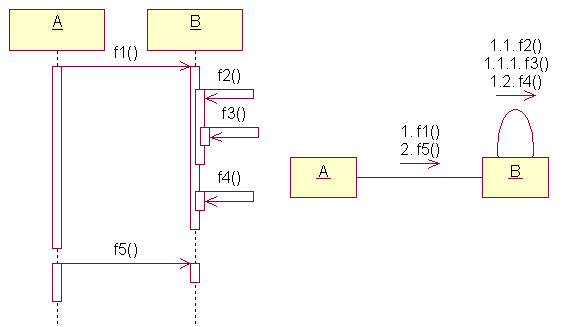 A
B
f1()
f2()
f3()
f4()
f5()
1.1. f2()
1.1.1. f3()
1.2. f4()
1. f1()
2. f5()
A
B